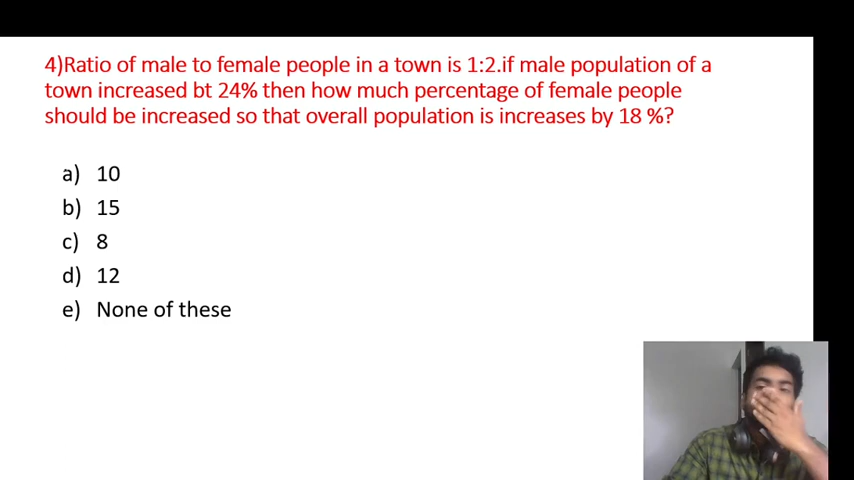 4)Ratio of male to female people in a town is 1:2.if male population of a
town increased bt 24% then how much percentage of female people
should be increased so that overall population is increases by 18 %?
a) 10
b) 15
c) 8
d) 12
e) None of these